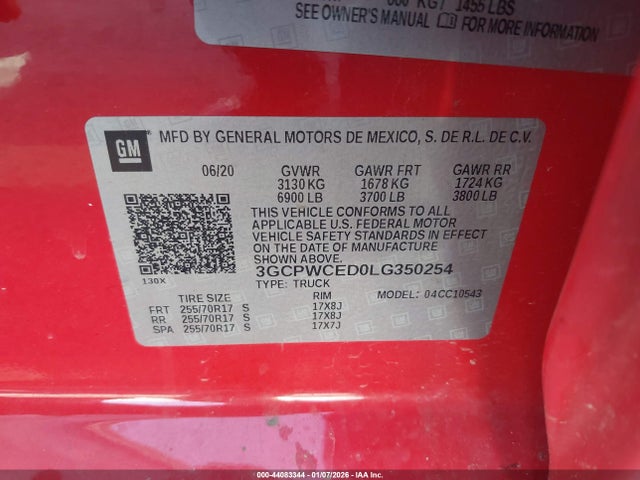 KG / 1455 LBS
SEE OWNER'S MANUAL FOR MORE INFORMATION
GM
MFD BY GENERAL MOTORS DE MEXICO, S. DE R.L. DE C.V.
06/20 GVWR GAWR FRT GAWR RR
3130 KG 1678 KG 1724 KG
6900 LB 3700 LB 3800 LB
THIS VEHICLE CONFORMS TO ALL
APPLICABLE U.S. FEDERAL MOTOR
VEHICLE SAFETY STANDARDS IN
EFFECT ON THE DATE OF MANUFACTURE
SHOWN ABOVE.
130X
3GCPWCED0LG350254
TYPE: TRUCK MODEL: 04CC10543
TIRE SIZE RIM
FRT 255/70R17 S 17X8J
RR 255/70R17 S 17X8J
SPA 255/70R17 S 17X7J
000-44083344 - 01/07/2026 - IAA Inc.